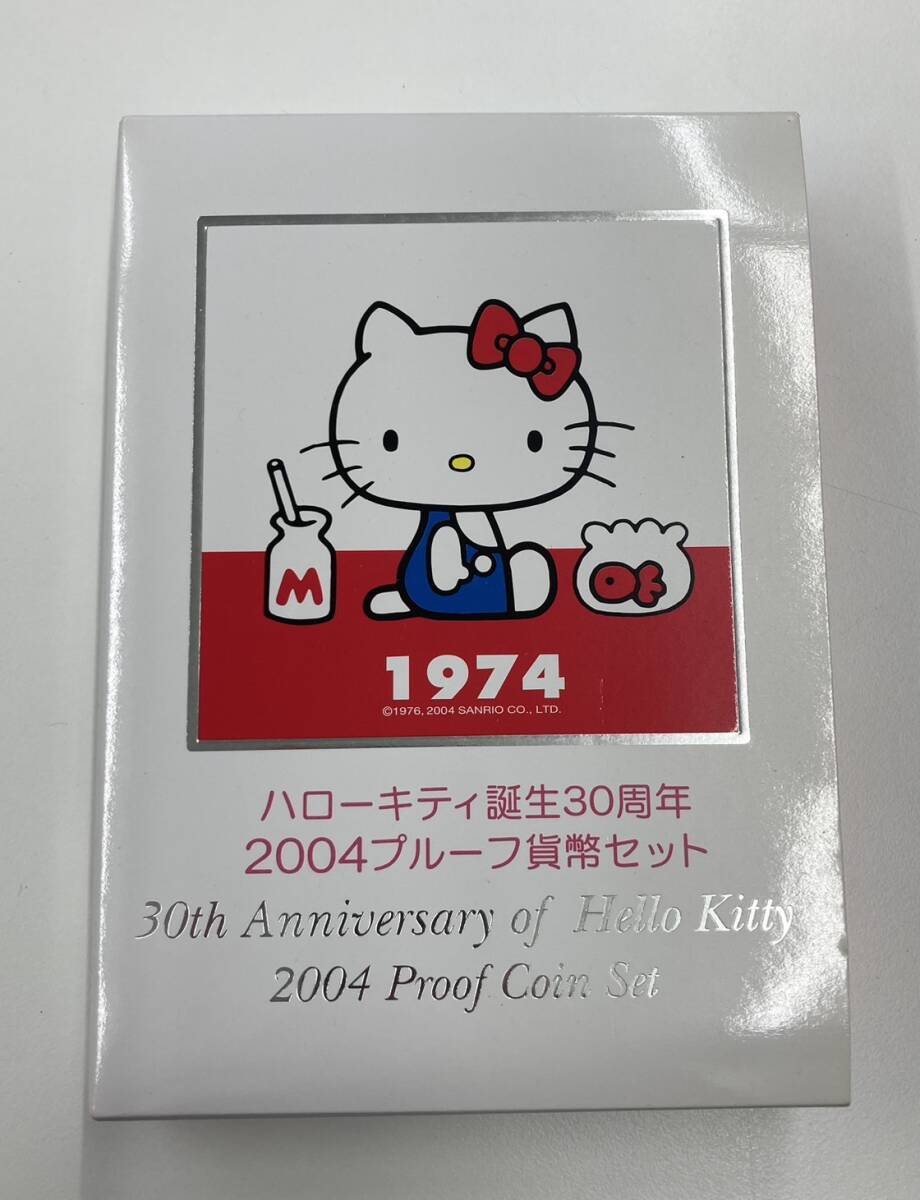 M
1974
©1976, 2004 SANRIO CO., LTD.
ハローキティ誕生30周年
2004プルーフ貨幣セット
30th Anniversary of Hello Kitty
2004 Proof Coin Set